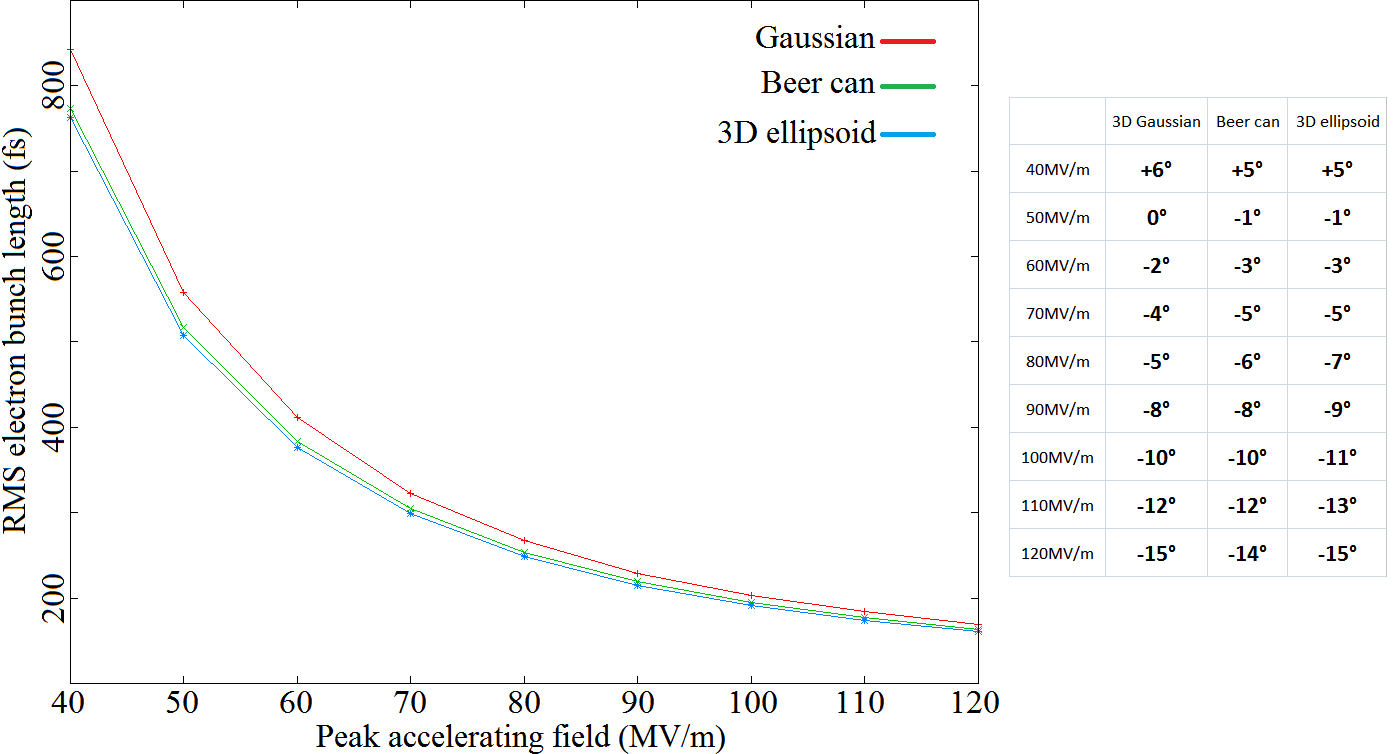 RMS electron bunch length (fs)
800
600
400
200
Gaussian
Beer can
3D ellipsoid
40 50 60 70 80 90 100 110 120
Peak accelerating field (MV/m)
3D Gaussian Beer can 3D ellipsoid
40MV/m +6° +5° +5°
50MV/m 0° -1° -1°
60MV/m -2° -3° -3°
70MV/m -4° -5° -5°
80MV/m -5° -6° -7°
90MV/m -8° -8° -9°
100MV/m -10° -10° -11°
110MV/m -12° -12° -13°
120MV/m -15° -14° -15°